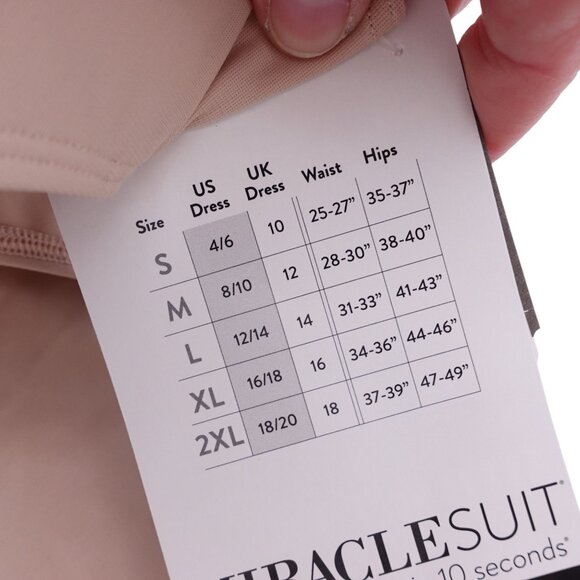 Size US Dress UK Dress Waist Hips
S 4/6 10 25-27" 35-37"
M 8/10 12 28-30" 38-40"
L 12/14 14 31-33" 41-43"
XL 16/18 16 34-36" 44-46"
2XL 18/20 18 37-39" 47-49"
MIRACLESUIT®
10 seconds®